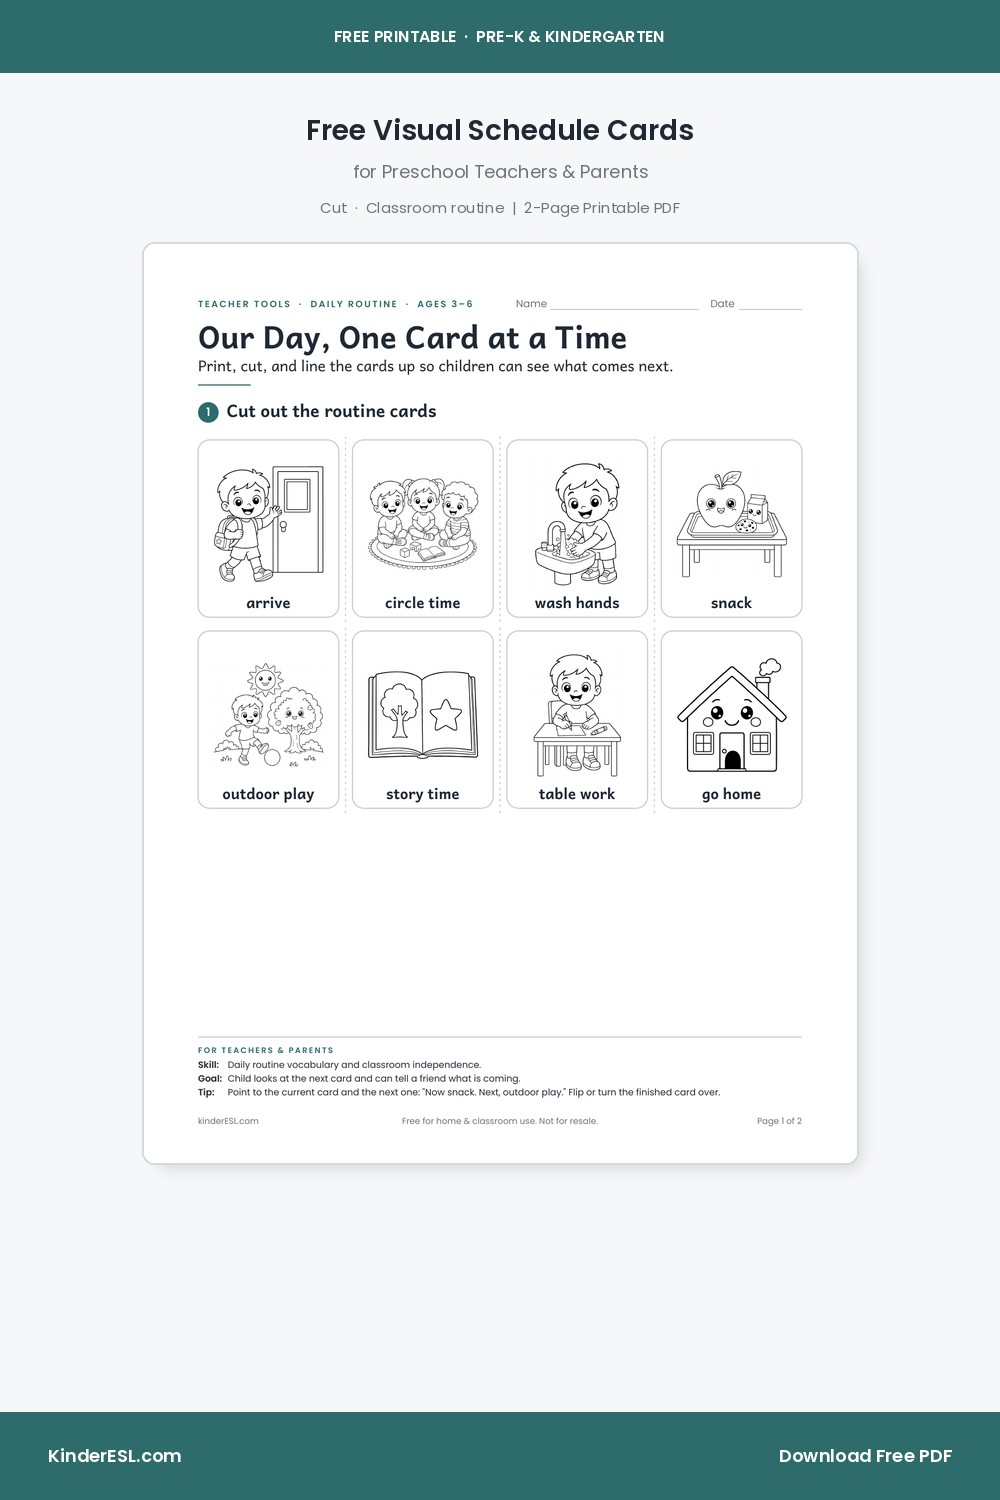 FREE PRINTABLE · PRE-K & KINDERGARTEN
Free Visual Schedule Cards
for Preschool Teachers & Parents
Cut · Classroom routine | 2-Page Printable PDF
TEACHER TOOLS · DAILY ROUTINE · AGES 3–6
Name Date
Our Day, One Card at a Time
Print, cut, and line the cards up so children can see what comes next.
1 Cut out the routine cards
arrive
circle time
wash hands
snack
outdoor play
story time
table work
go home
FOR TEACHERS & PARENTS
Skill: Daily routine vocabulary and classroom independence.
Goal: Child looks at the next card and can tell a friend what is coming.
Tip: Point to the current card and the next one: "Now snack. Next, outdoor play." Flip or turn the finished card over.
kinderESL.com
Free for home & classroom use. Not for resale.
Page 1 of 2
KinderESL.com
Download Free PDF